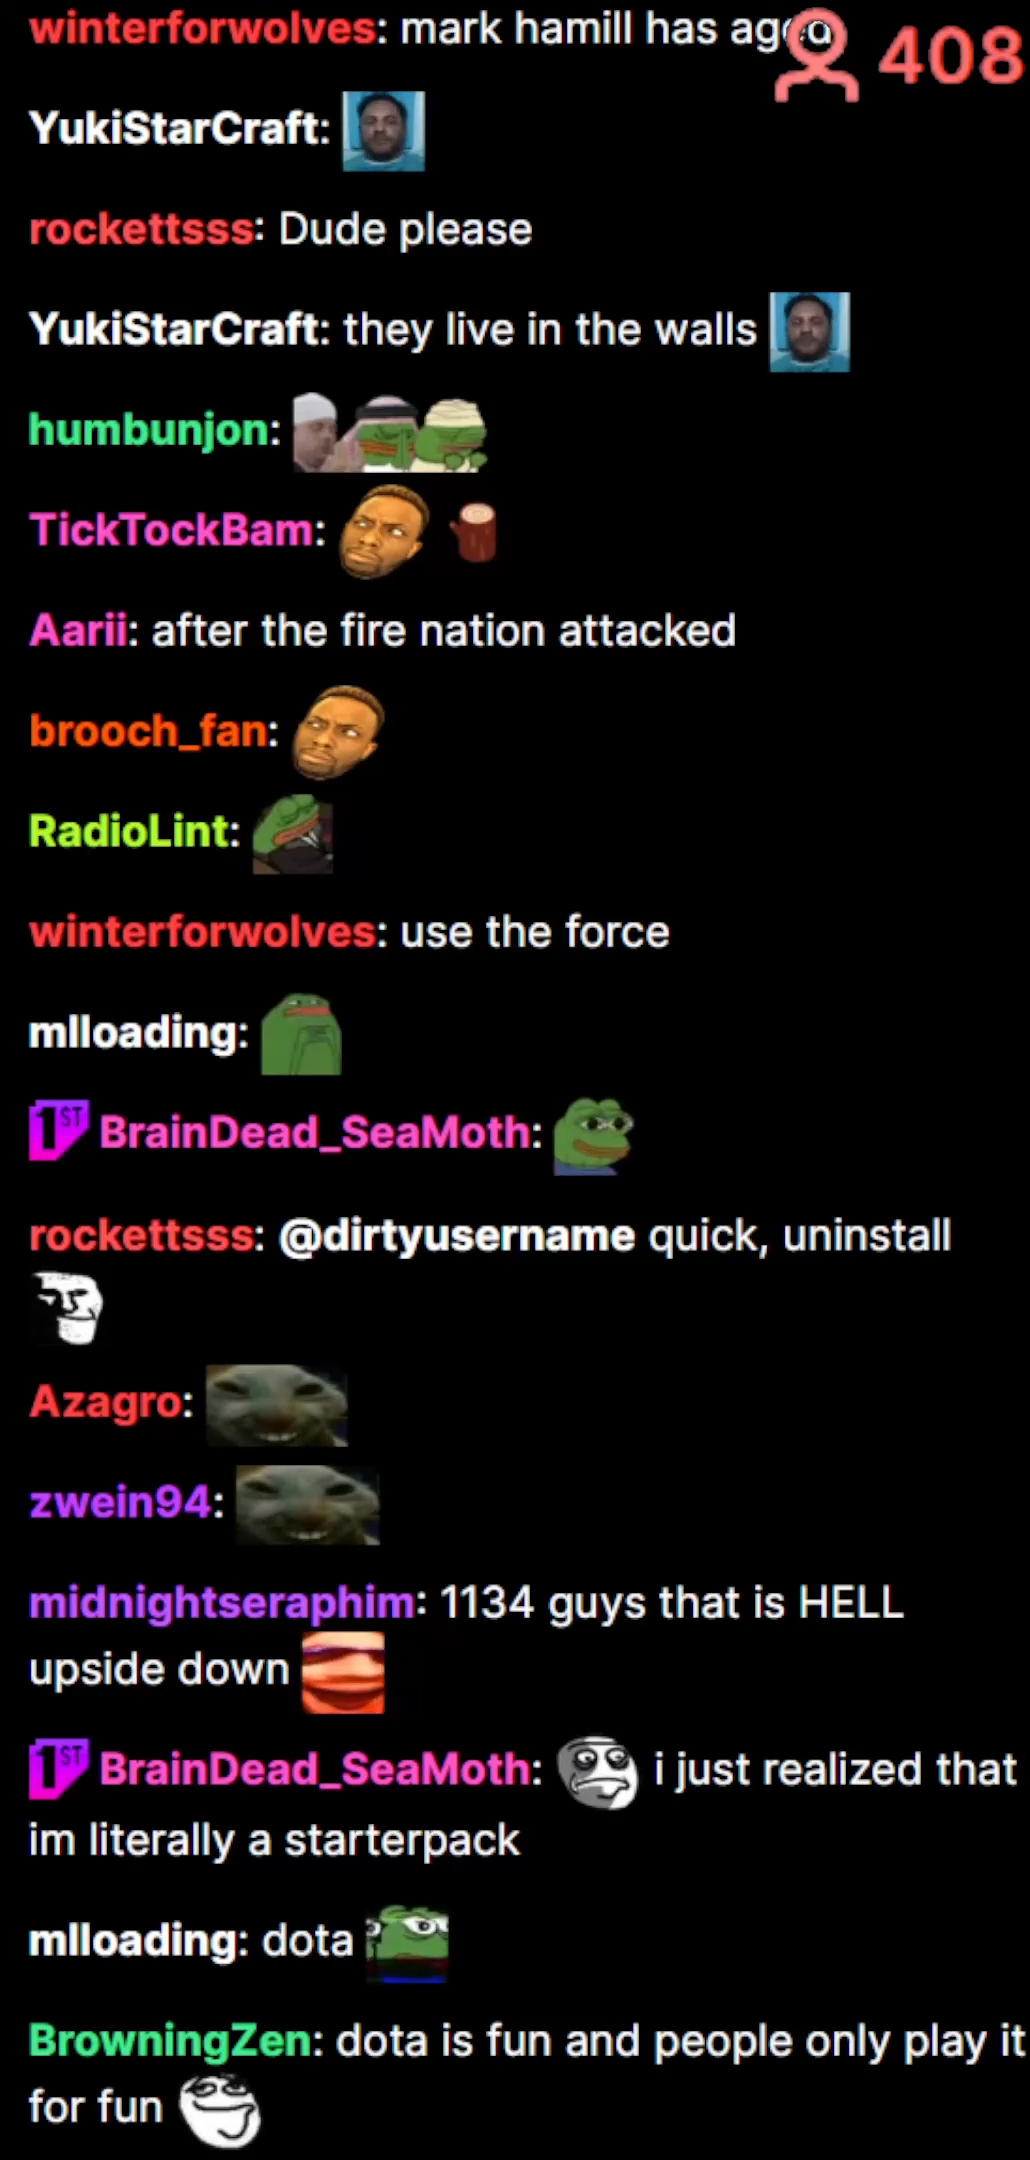 winterforwolves: mark hamill has aged
408
YukiStarCraft:
rockettsss: Dude please
YukiStarCraft: they live in the walls
humbunjon:
TickTockBam:
Aarii: after the fire nation attacked
brooch_fan:
RadioLint:
winterforwolves: use the force
mlloading:
1ST BrainDead_SeaMoth:
rockettsss: @dirtyusername quick, uninstall
Azagro:
zwein94:
midnightseraphim: 1134 guys that is HELL
upside down
1ST BrainDead_SeaMoth: i just realized that
im literally a starterpack
mlloading: dota
BrowningZen: dota is fun and people only play it
for fun